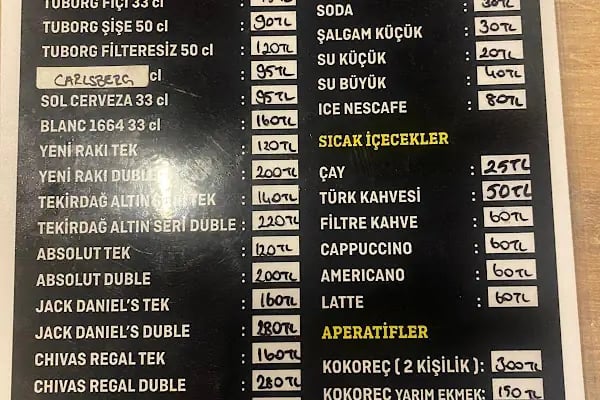 TUBORG FIÇI 33 cl
TUBORG ŞİŞE 50 cl : 90TL
TUBORG FİLTERESİZ 50 cl : 120TL
CARLSBERG cl : 95TL
SOL CERVEZA 33 cl : 95TL
BLANC 1664 33 cl : 160TL
YENİ RAKI TEK : 120TL
YENİ RAKI DUBLE : 200TL
TEKİRDAĞ ALTIN SERİ TEK : 140TL
TEKİRDAĞ ALTIN SERİ DUBLE : 220TL
ABSOLUT TEK : 120TL
ABSOLUT DUBLE : 200TL
JACK DANIEL'S TEK : 160TL
JACK DANIEL'S DUBLE : 280TL
CHIVAS REGAL TEK : 160TL
CHIVAS REGAL DUBLE : 280TL
SODA : 30TL
ŞALGAM KÜÇÜK : 30TL
SU KÜÇÜK : 20TL
SU BÜYÜK : 40TL
ICE NESCAFE : 80TL
SICAK İÇECEKLER
ÇAY : 25TL
TÜRK KAHVESİ : 50TL
FİLTRE KAHVE : 60TL
CAPPUCCINO : 60TL
AMERICANO : 60TL
LATTE : 60TL
APERATİFLER
KOKOREÇ ( 2 KİŞİLİK ) : 300TL
KOKOREÇ YARIM EKMEK: 150TL